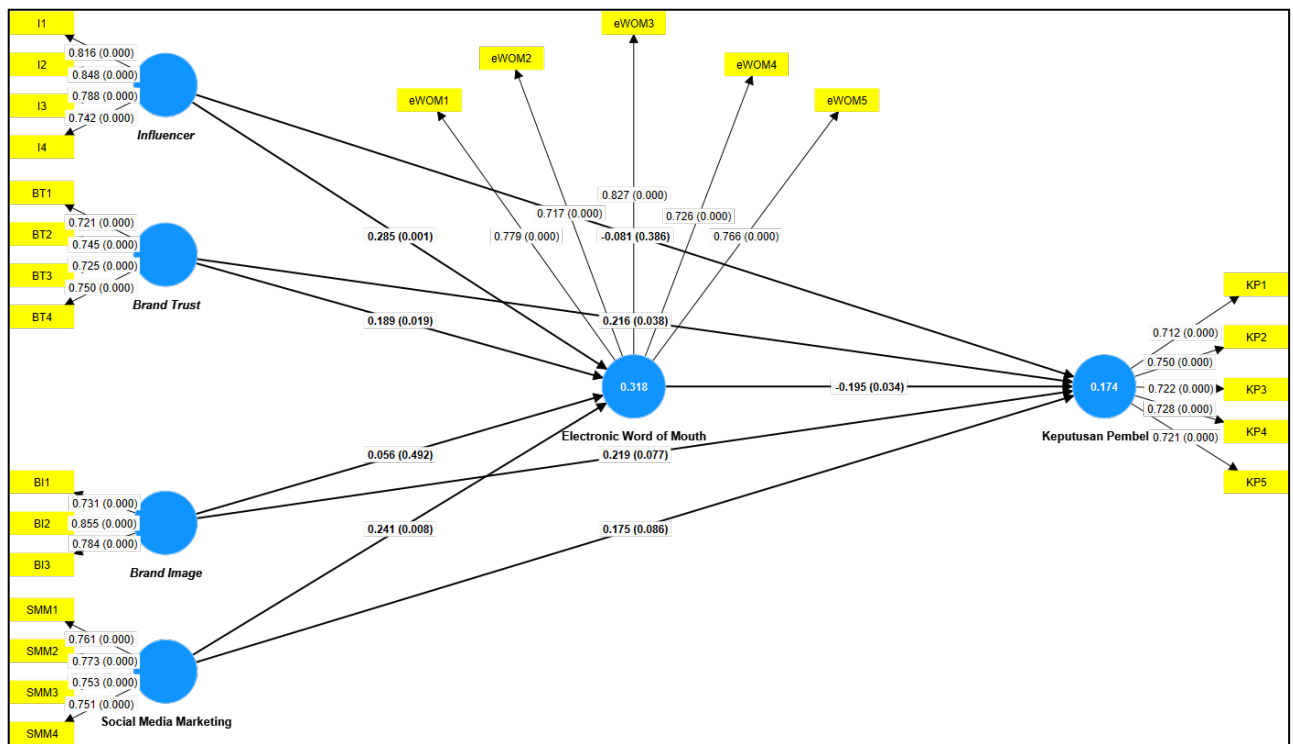 I1
0.816 (0.000)
I2
0.848 (0.000)
I3
0.788 (0.000)
0.742 (0.000)
I4
Influencer
BT1
0.721 (0.000)
BT2
0.745 (0.000)
BT3
0.725 (0.000)
0.750 (0.000)
BT4
Brand Trust
BI1
0.731 (0.000)
BI2
0.855 (0.000)
0.784 (0.000)
BI3
Brand Image
SMM1
0.761 (0.000)
SMM2
0.773 (0.000)
SMM3
0.753 (0.000)
0.751 (0.000)
SMM4
Social Media Marketing
eWOM1
eWOM2
eWOM3
eWOM4
eWOM5
0.779 (0.000)
0.717 (0.000)
0.827 (0.000)
0.726 (0.000)
0.766 (0.000)
0.285 (0.001)
-0.081 (0.386)
0.189 (0.019)
0.216 (0.038)
0.318
Electronic Word of Mouth
-0.195 (0.034)
0.056 (0.492)
0.219 (0.077)
0.241 (0.008)
0.175 (0.086)
0.174
Keputusan Pembel
KP1
0.712 (0.000)
KP2
0.750 (0.000)
KP3
0.722 (0.000)
KP4
0.728 (0.000)
0.721 (0.000)
KP5